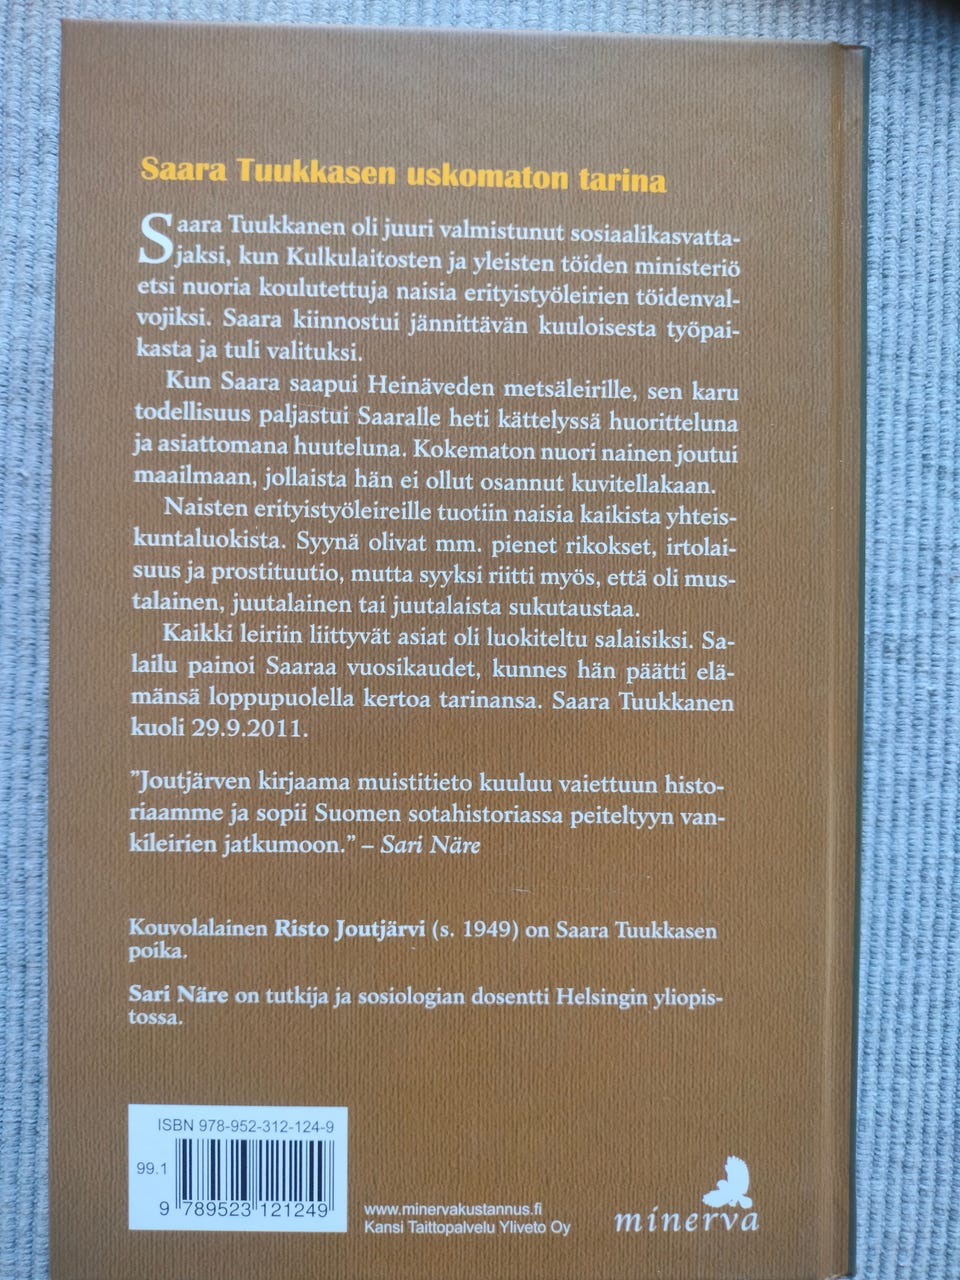 Saara Tuukkasen uskomaton tarina
Saara Tuukkanen oli juuri valmistunut sosiaalikasvatta-
jaksi, kun Kulkulaitosten ja yleisten töiden ministeriö
etsi nuoria koulutettuja naisia erityistyöleirien töidenval-
vojiksi. Saara kiinnostui jännittävän kuuloisesta työpai-
kasta ja tuli valituksi.
Kun Saara saapui Heinäveden metsäleirille, sen karu
todellisuus paljastui Saaralle heti kättelyssä huoritteluna
ja asiattomana huuteluna. Kokematon nuori nainen joutui
maailmaan, jollaista hän ei ollut osannut kuvitellakaan.
Naisten erityistyöleireille tuotiin naisia kaikista yhteis-
kuntaluokista. Syynä olivat mm. pienet rikokset, irtolai-
suus ja prostituutio, mutta syyksi riitti myös, että oli mus-
talainen, juutalainen tai juutalaista sukutaustaa.
Kaikki leiriin liittyvät asiat oli luokiteltu salaisiksi. Sa-
lailu painoi Saaraa vuosikaudet, kunnes hän päätti elä-
mänsä loppupuolella kertoa tarinansa. Saara Tuukkanen
kuoli 29.9.2011.
"Joutjärven kirjaama muistitieto kuuluu vaiettuun histo-
riaamme ja sopii Suomen sotahistoriassa peiteltyyn van-
kileirien jatkumoon." – Sari Näre
Kouvolalainen Risto Joutjärvi (s. 1949) on Saara Tuukkasen
poika.
Sari Näre on tutkija ja sosiologian dosentti Helsingin yliopis-
tossa.
ISBN 978-952-312-124-9
99.1
9 789523 121249
www.minervakustannus.fi
Kansi Taittopalvelu Yliveto Oy
minerva